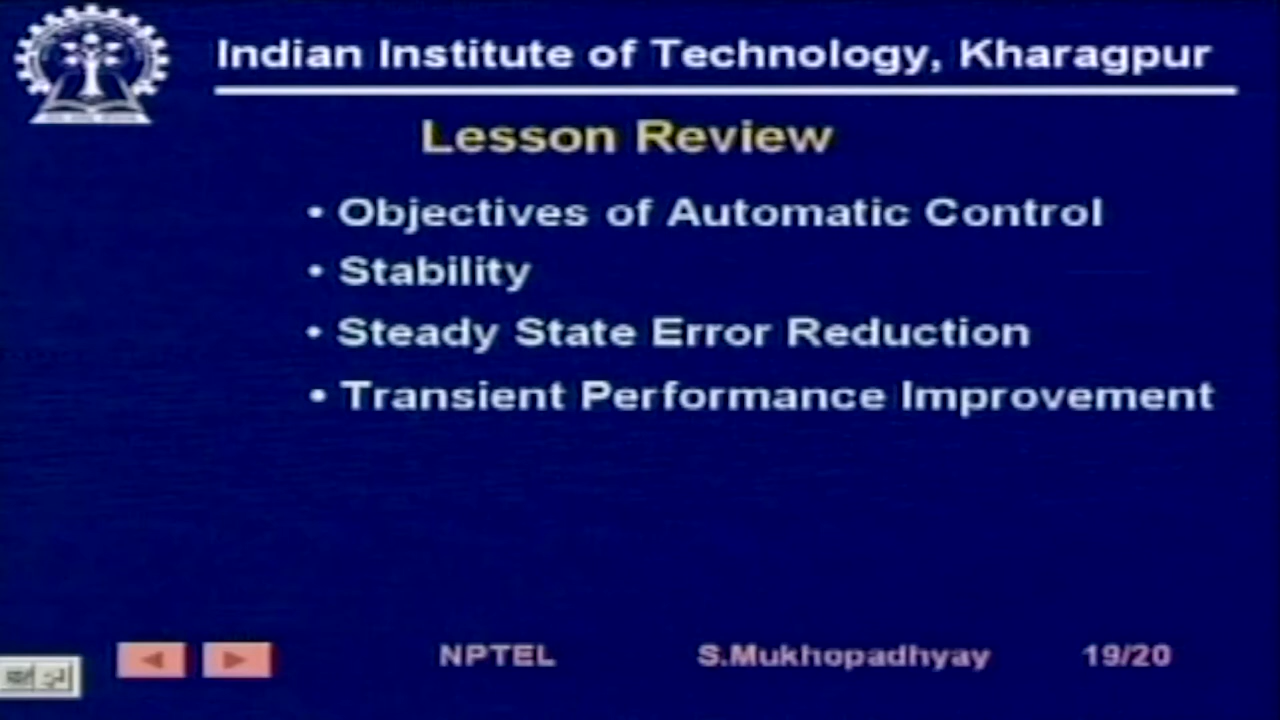 Indian Institute of Technology, Kharagpur
Lesson Review
• Objectives of Automatic Control
• Stability
• Steady State Error Reduction
• Transient Performance Improvement
NPTEL S.Mukhopadhyay 19/20